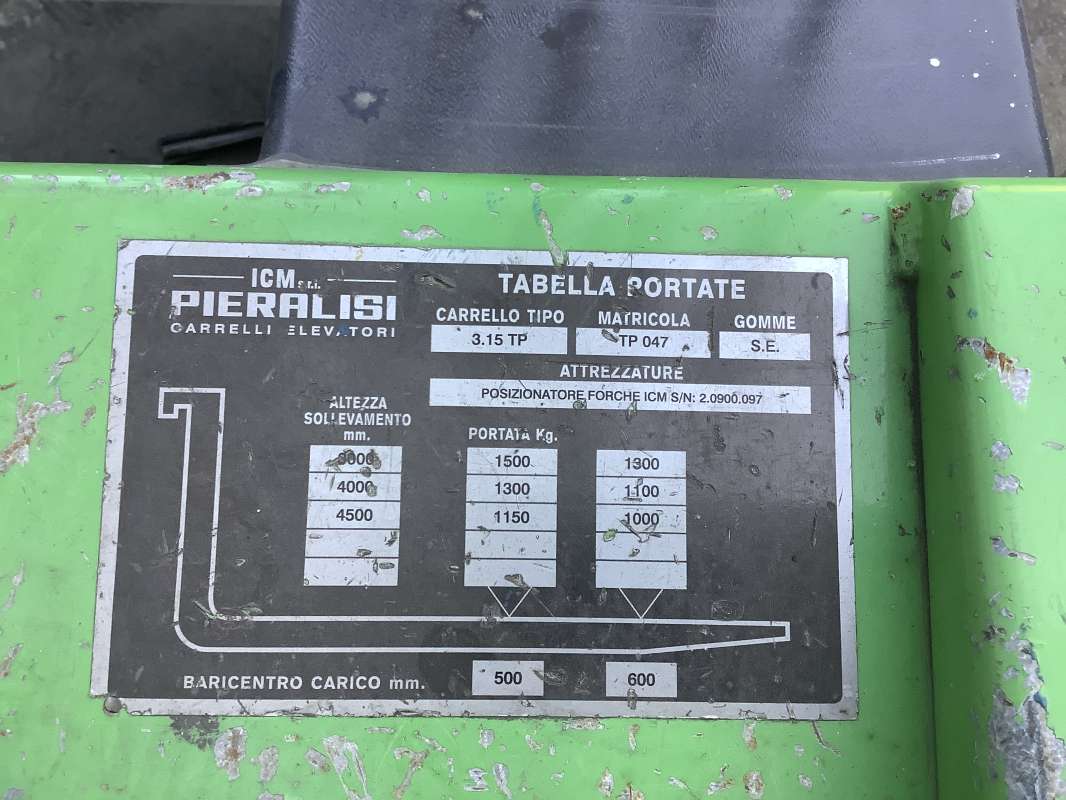 ICM s.r.l.
PIERALISI
CARRELLI ELEVATORI
TABELLA PORTATE
CARRELLO TIPO MATRICOLA GOMME
3.15 TP TP 047 S.E.
ATTREZZATURE
POSIZIONATORE FORCHE ICM S/N: 2.0900.097
ALTEZZA
SOLLEVAMENTO
mm. PORTATA Kg.
3000 1500 1300
4000 1300 1100
4500 1150 1000
BARICENTRO CARICO mm. 500 600